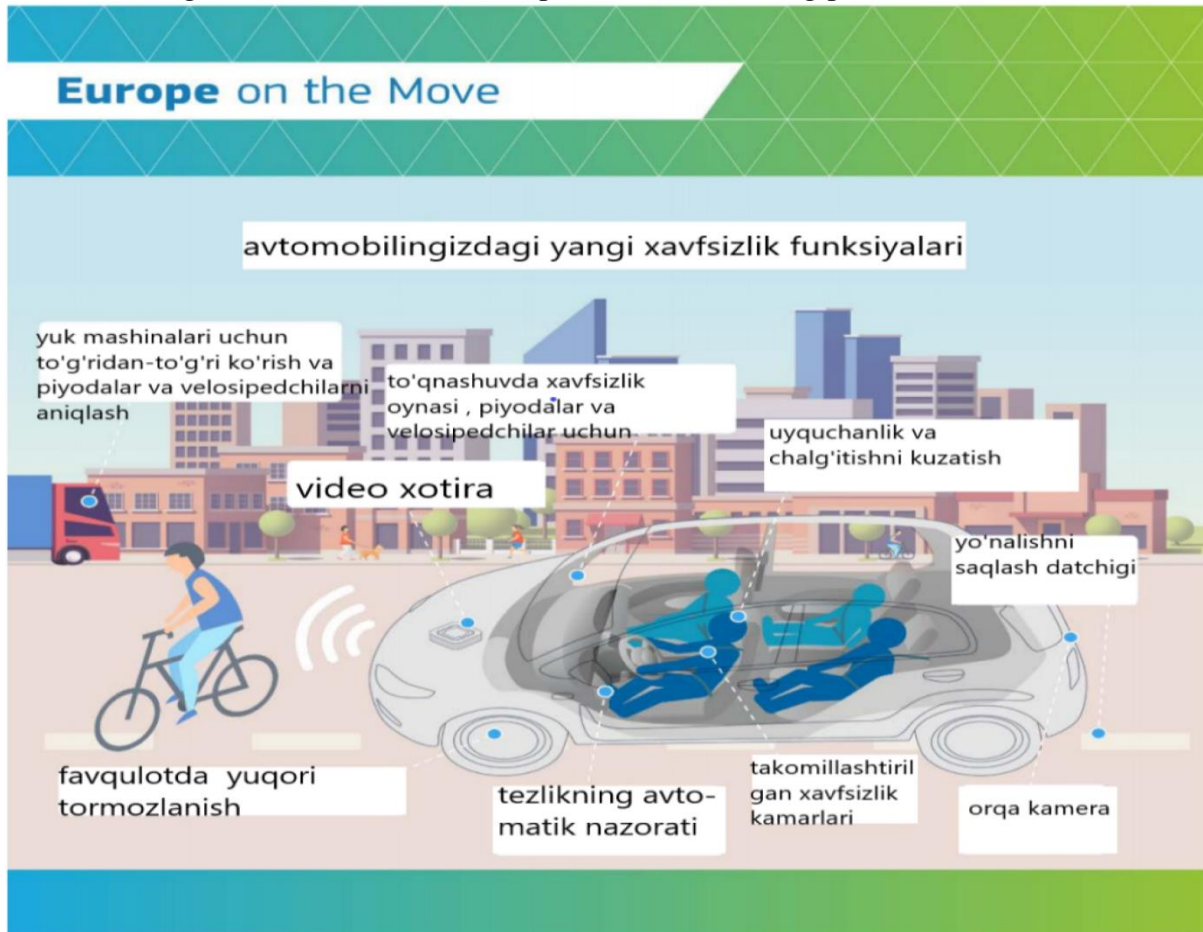 Europe on the Move
avtomobilingizdagi yangi xavfsizlik funksiyalari
yuk mashinalari uchun
to'g'ridan-to'g'ri ko'rish va
piyodalar va velosipedchilarni
aniqlash
to'qnashuvda xavfsizlik
oynasi , piyodalar va
velosipedchilar uchun
uyquchanlik va
chalg'itishni kuzatish
video xotira
yo'nalishni
saqlash datchigi
favqulotda yuqori
tormozlanish
tezlikning avto-
matik nazorati
takomillashtiril
gan xavfsizlik
kamarlari
orqa kamera